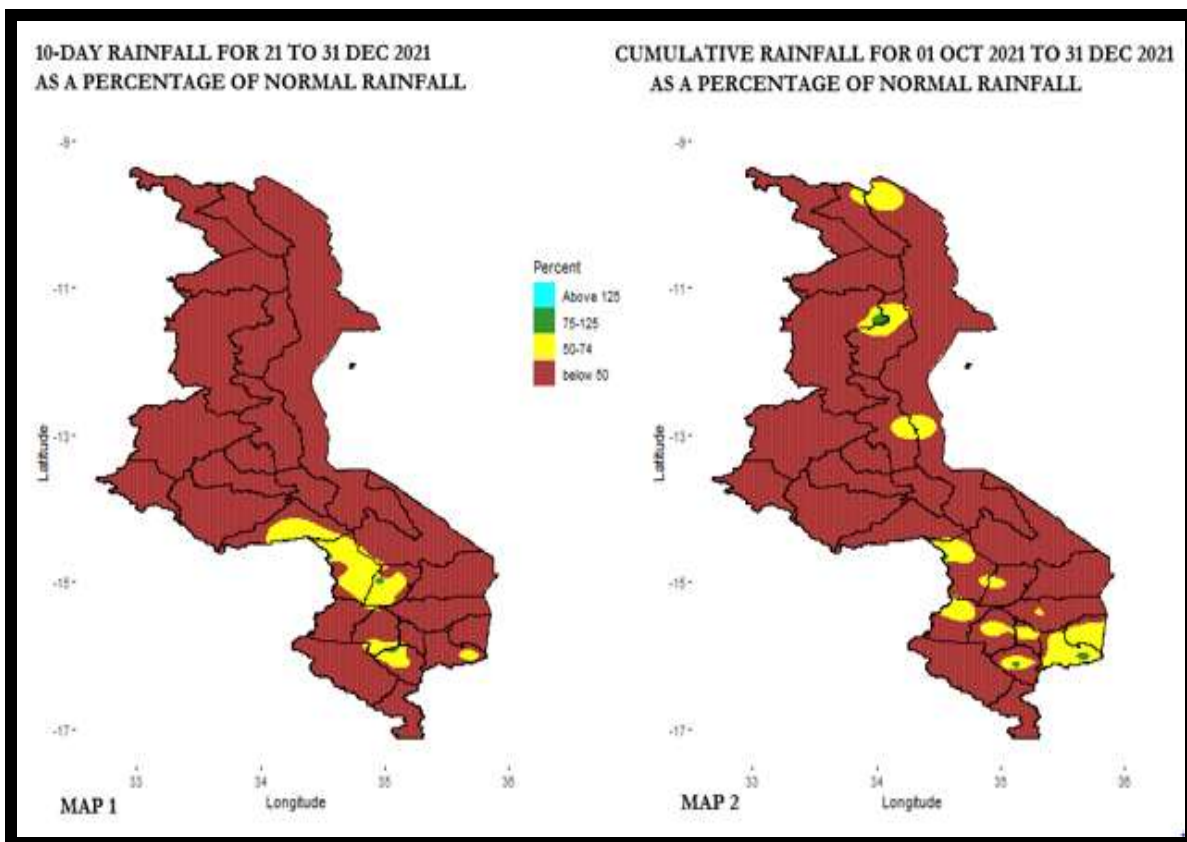 10-DAY RAINFALL FOR 21 TO 31 DEC 2021
AS A PERCENTAGE OF NORMAL RAINFALL
CUMULATIVE RAINFALL FOR 01 OCT 2021 TO 31 DEC 2021
AS A PERCENTAGE OF NORMAL RAINFALL
-9
-11
-13
-15
-17
Latitude
33
34
35
36
Longitude
MAP 1
Percent
Above 125
75-125
50-74
below 50
-9
-11
-13
-15
-17
Latitude
33
34
35
36
Longitude
MAP 2